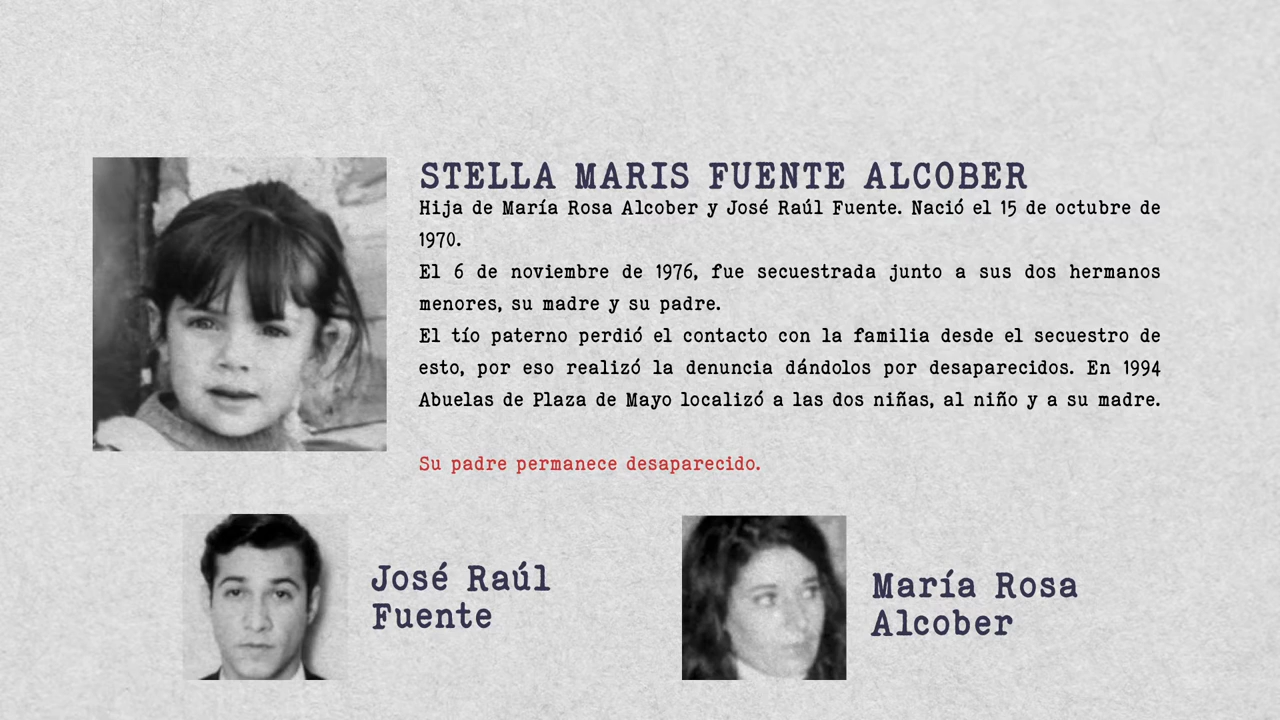 STELLA MARIS FUENTE ALCOBER
Hija de María Rosa Alcober y José Raúl Fuente. Nació el 15 de octubre de
1970.
El 6 de noviembre de 1976, fue secuestrada junto a sus dos hermanos
menores, su madre y su padre.
El tío paterno perdió el contacto con la familia desde el secuestro de
esto, por eso realizó la denuncia dándolos por desaparecidos. En 1994
Abuelas de Plaza de Mayo localizó a las dos niñas, al niño y a su madre.
Su padre permanece desaparecido.
José Raúl
Fuente
María Rosa
Alcober